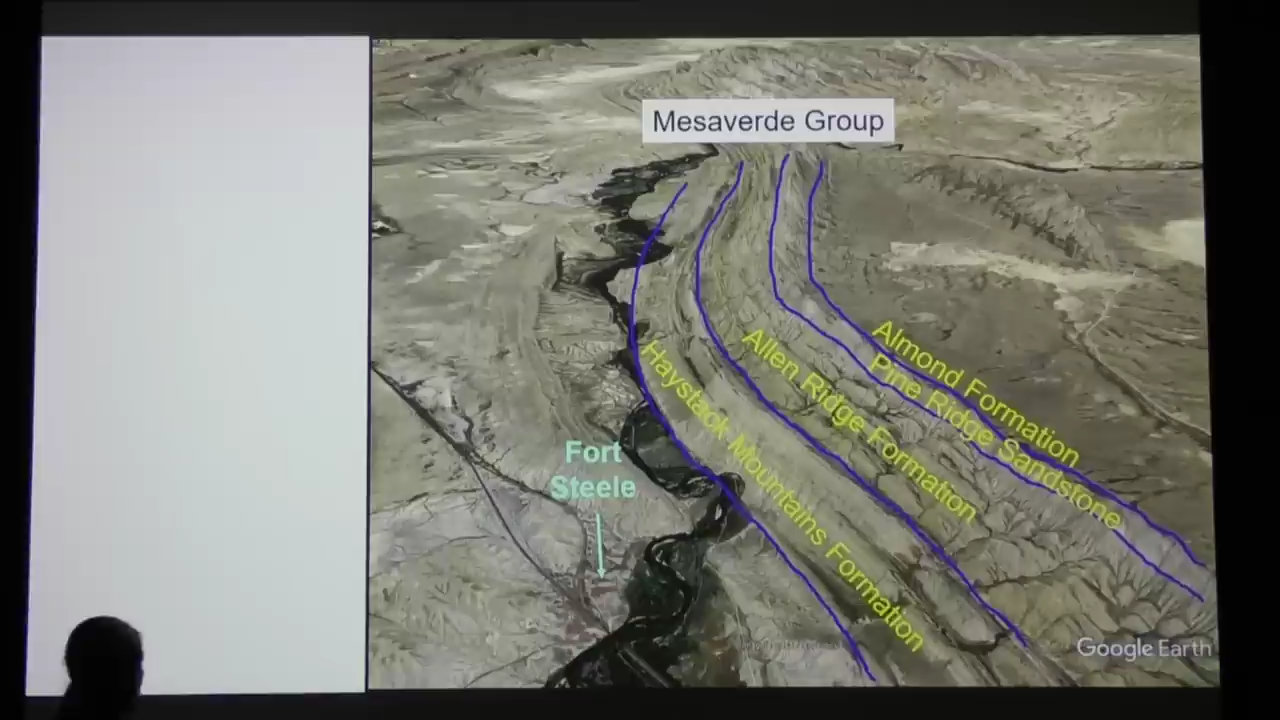 Mesaverde Group
Almond Formation
Pine Ridge Sandstone
Allen Ridge Formation
Haystack Mountains Formation
Fort
Steele
Google Earth